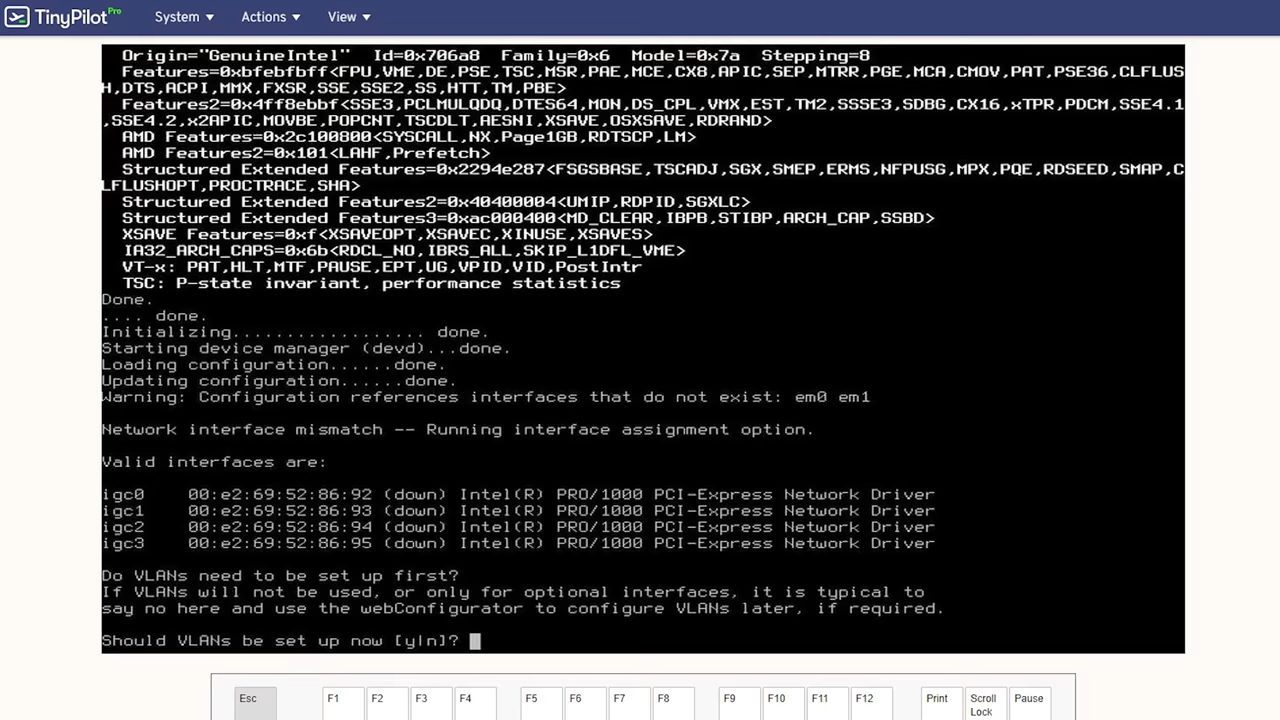 TinyPilot Pro System Actions View
Origin="GenuineIntel" Id=0x706a8 Family=0x6 Model=0x7a Stepping=8
Features=0xbfebfbff<FPU,VME,DE,PSE,TSC,MSR,PAE,MCE,CX8,APIC,SEP,MTRR,PGE,MCA,CMOV,PAT,PSE36,CLFLUS
H,DTS,ACPI,MMX,FXSR,SSE,SSE2,SS,HTT,TM,PBE>
Features2=0x4ff8ebbf<SSE3,PCLMULQDQ,DTES64,MON,DS_CPL,VMX,EST,TM2,SSSE3,SDBG,CX16,xTPR,PDCM,SSE4.1
,SSE4.2,x2APIC,MOVBE,POPCNT,TSCDLT,AESNI,XSAVE,OSXSAVE,RDRAND>
AMD Features=0x2c100800<SYSCALL,NX,Page1GB,RDTSCP,LM>
AMD Features2=0x101<LAHF,Prefetch>
Structured Extended Features=0x2294e287<FSGSBASE,TSCADJ,SGX,SMEP,ERMS,NFPUSG,MPX,PQE,RDSEED,SMAP,C
LFLUSHOPT,PROCTRACE,SHA>
Structured Extended Features2=0x40400004<UMIP,RDPID,SGXLC>
Structured Extended Features3=0xac000400<MD_CLEAR,IBPB,STIBP,ARCH_CAP,SSBD>
XSAVE Features=0xf<XSAVEOPT,XSAVEC,XINUSE,XSAVES>
IA32_ARCH_CAPS=0x6b<RDCL_NO,IBRS_ALL,SKIP_L1DFL_VME>
VT-x: PAT,HLT,MTF,PAUSE,EPT,UG,VPID,VID,PostIntr
TSC: P-state invariant, performance statistics
Done.
.... done.
Initializing.................. done.
Starting device manager (devd)...done.
Loading configuration......done.
Updating configuration......done.
Warning: Configuration references interfaces that do not exist: em0 em1
Network interface mismatch -- Running interface assignment option.
Valid interfaces are:
igc0 00:e2:69:52:86:92 (down) Intel(R) PRO/1000 PCI-Express Network Driver
igc1 00:e2:69:52:86:93 (down) Intel(R) PRO/1000 PCI-Express Network Driver
igc2 00:e2:69:52:86:94 (down) Intel(R) PRO/1000 PCI-Express Network Driver
igc3 00:e2:69:52:86:95 (down) Intel(R) PRO/1000 PCI-Express Network Driver
Do VLANs need to be set up first?
If VLANs will not be used, or only for optional interfaces, it is typical to
say no here and use the webConfigurator to configure VLANs later, if required.
Should VLANs be set up now [y|n]?
Esc F1 F2 F3 F4 F5 F6 F7 F8 F9 F10 F11 F12 Print Scroll Pause
Lock